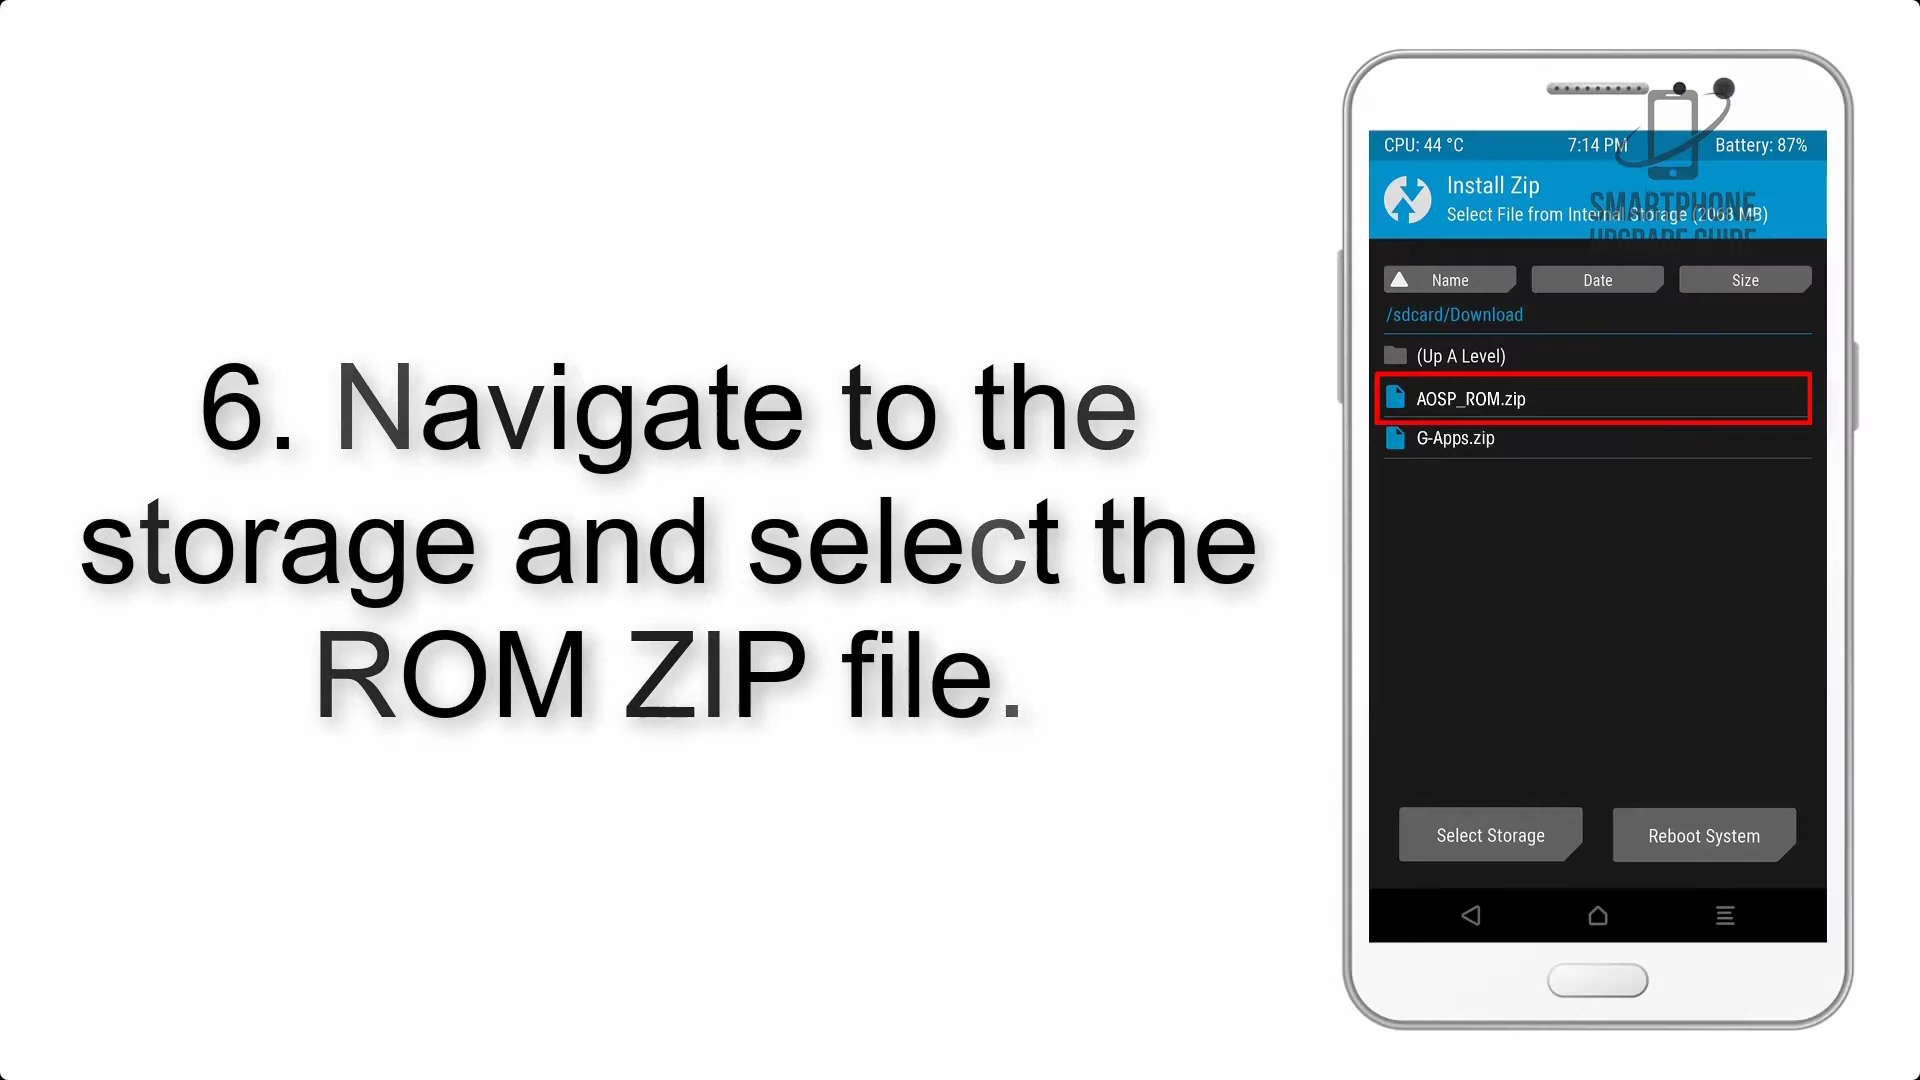 6. Navigate to the
storage and select the
ROM ZIP file.
CPU: 44 °C 7:14 PM Battery: 87%
Install Zip
Select File from Internal Storage (2068 MB)
SMARTPHONE
UPGRADE GUIDE
Name Date Size
/sdcard/Download
(Up A Level)
AOSP_ROM.zip
G-Apps.zip
Select Storage Reboot System